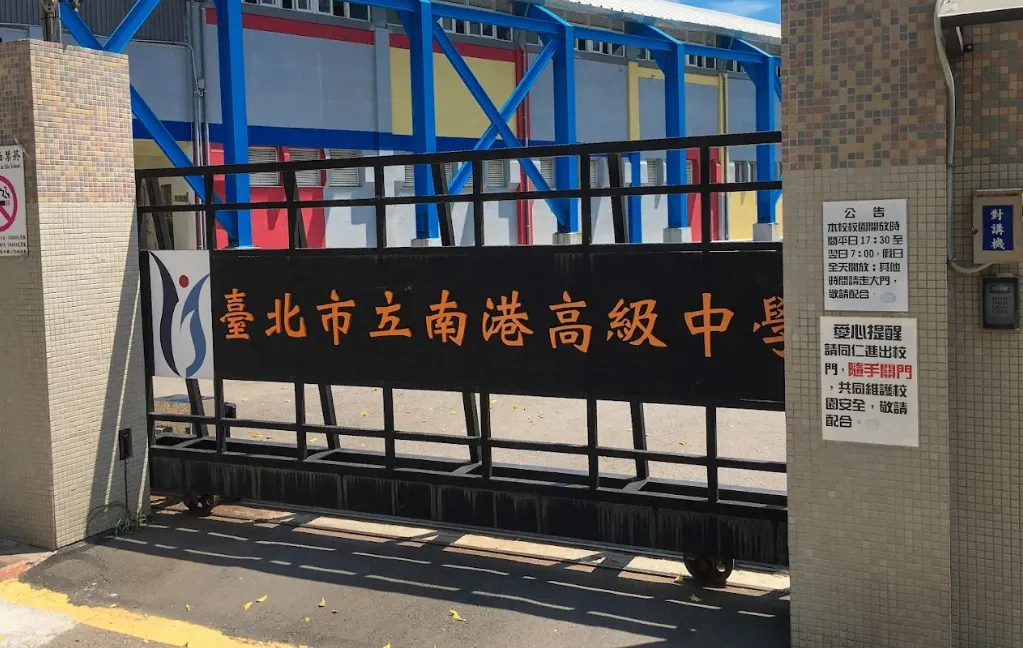 臺北市立南港高級中學
公告
本校校園開放時
間平日17:30至
翌日7:00,假日
全天開放;其他
時間請走大門,
敬請配合。
愛心提醒
請同仁進出校
門,隨手關門
,共同維護校
園安全,敬請
配合。
對講機